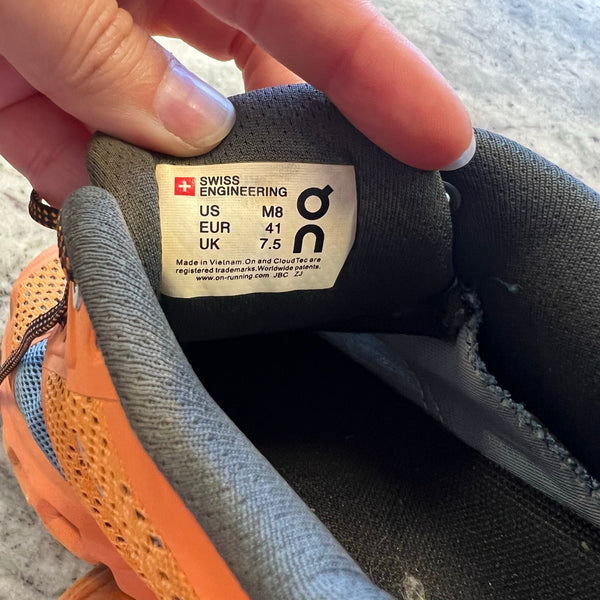 SWISS
ENGINEERING
US M8
EUR 41
UK 7.5
On
Made in Vietnam. On and CloudTec are
registered trademarks. Worldwide patents.
www.on-running.com JBC ZJ